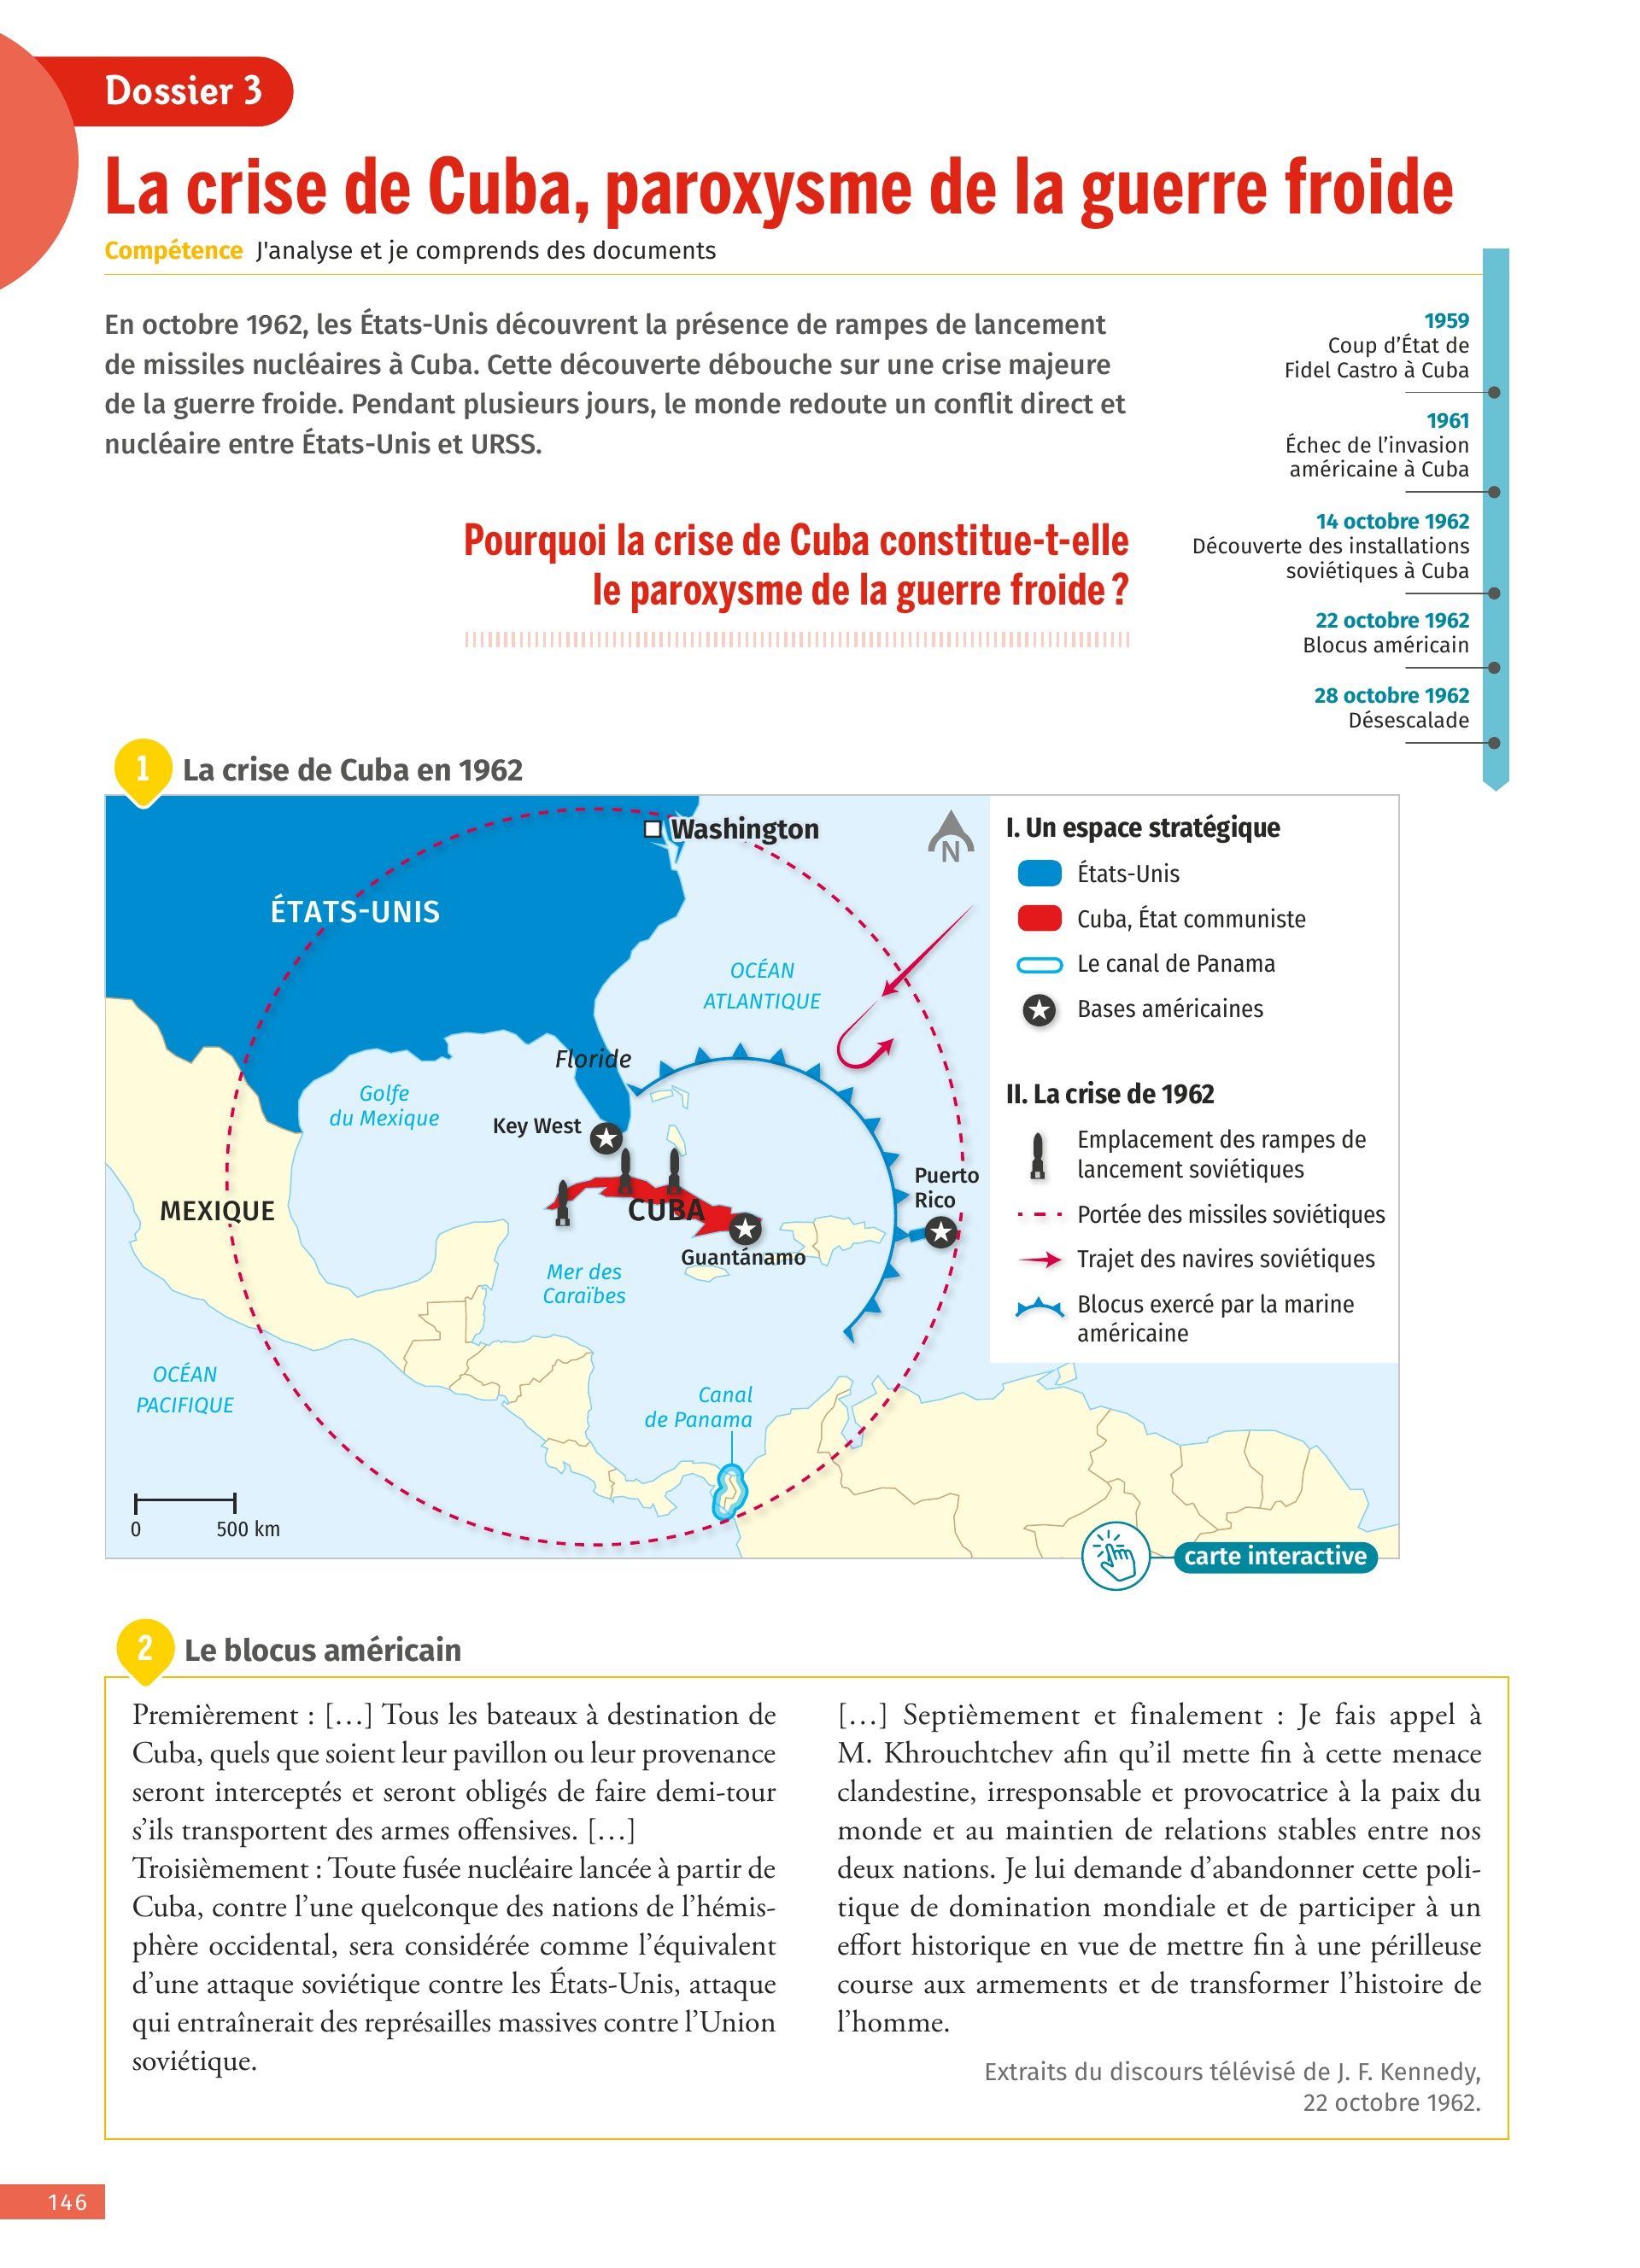 Dossier 3
La crise de Cuba, paroxysme de la guerre froide
Compétence J'analyse et je comprends des documents
En octobre 1962, les États-Unis découvrent la présence de rampes de lancement
de missiles nucléaires à Cuba. Cette découverte débouche sur une crise majeure
de la guerre froide. Pendant plusieurs jours, le monde redoute un conflit direct et
nucléaire entre États-Unis et URSS.
Pourquoi la crise de Cuba constitue-t-elle
le paroxysme de la guerre froide ?
1959
Coup d'État de
Fidel Castro à Cuba
1961
Échec de l'invasion
américaine à Cuba
14 octobre 1962
Découverte des installations
soviétiques à Cuba
22 octobre 1962
Blocus américain
28 octobre 1962
Désescalade
1 La crise de Cuba en 1962
Washington
N
ÉTATS-UNIS
OCÉAN
ATLANTIQUE
Floride
Golfe
du Mexique
Key West
Puerto
Rico
MEXIQUE
CUBA
Guantánamo
Mer des
Caraïbes
OCÉAN
PACIFIQUE
Canal
de Panama
0 500 km
I. Un espace stratégique
États-Unis
Cuba, État communiste
Le canal de Panama
Bases américaines
II. La crise de 1962
Emplacement des rampes de
lancement soviétiques
Portée des missiles soviétiques
Trajet des navires soviétiques
Blocus exercé par la marine
américaine
carte interactive
2 Le blocus américain
Premièrement : […] Tous les bateaux à destination de
Cuba, quels que soient leur pavillon ou leur provenance
seront interceptés et seront obligés de faire demi-tour
s'ils transportent des armes offensives. […]
Troisièmement : Toute fusée nucléaire lancée à partir de
Cuba, contre l'une quelconque des nations de l'hémis-
phère occidental, sera considérée comme l'équivalent
d'une attaque soviétique contre les États-Unis, attaque
qui entraînerait des représailles massives contre l'Union
soviétique.
[…] Septièmement et finalement : Je fais appel à
M. Khrouchtchev afin qu'il mette fin à cette menace
clandestine, irresponsable et provocatrice à la paix du
monde et au maintien de relations stables entre nos
deux nations. Je lui demande d'abandonner cette poli-
tique de domination mondiale et de participer à un
effort historique en vue de mettre fin à une périlleuse
course aux armements et de transformer l'histoire de
l'homme.
Extraits du discours télévisé de J. F. Kennedy,
22 octobre 1962.
146